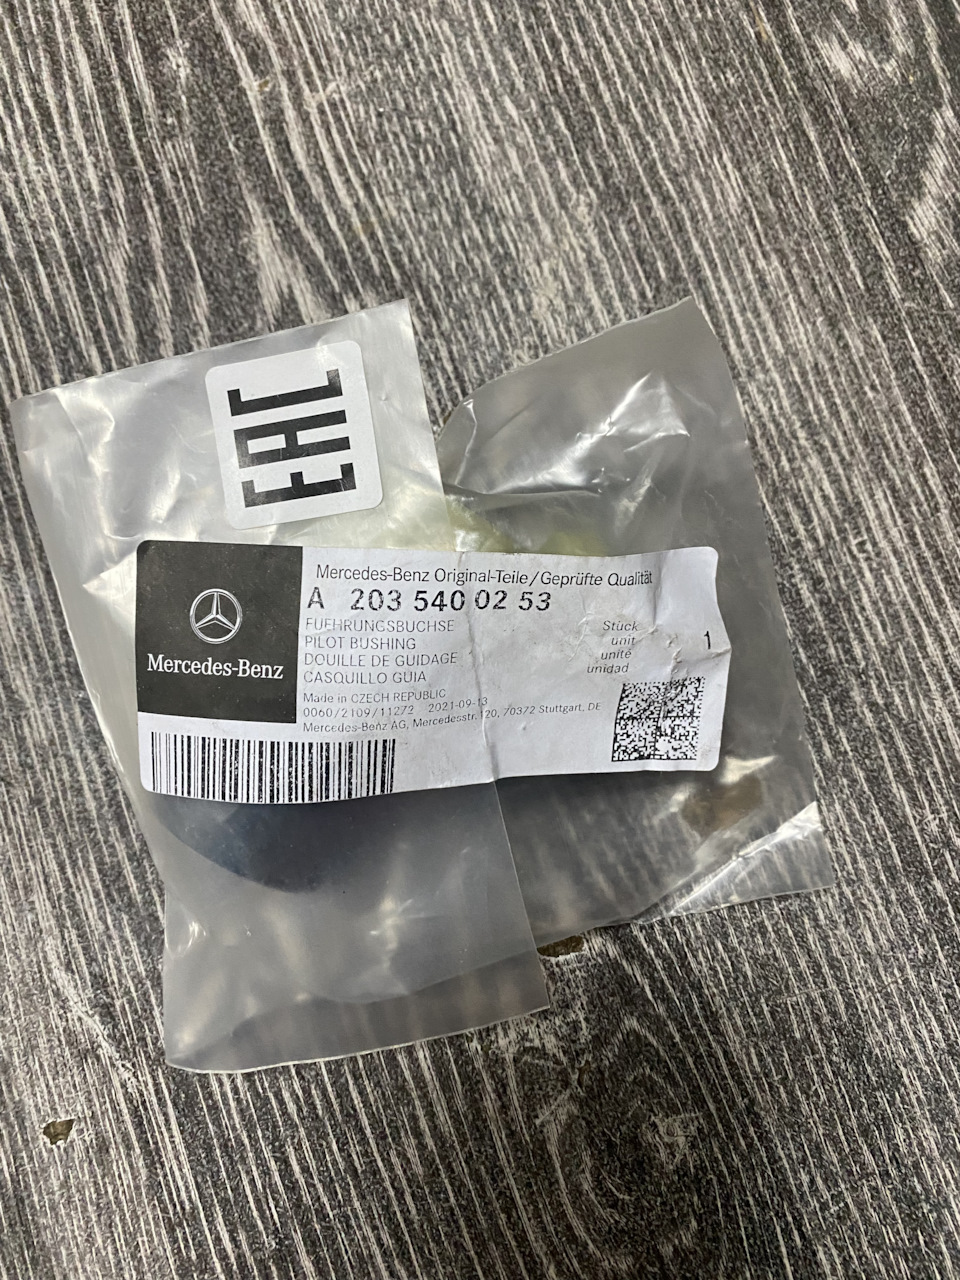 EAC
Mercedes-Benz
Mercedes-Benz Original-Teile/Geprüfte Qualität
A 203 540 02 53
FUEHRUNGSBUCHSE
PILOT BUSHING
DOUILLE DE GUIDAGE
CASQUILLO GUIA
Stück
unit
unité
unidad
1
Made in CZECH REPUBLIC
0060/2109/11272 2021-09-13
Mercedes-Benz AG, Mercedesstr.120, 70372 Stuttgart, DE